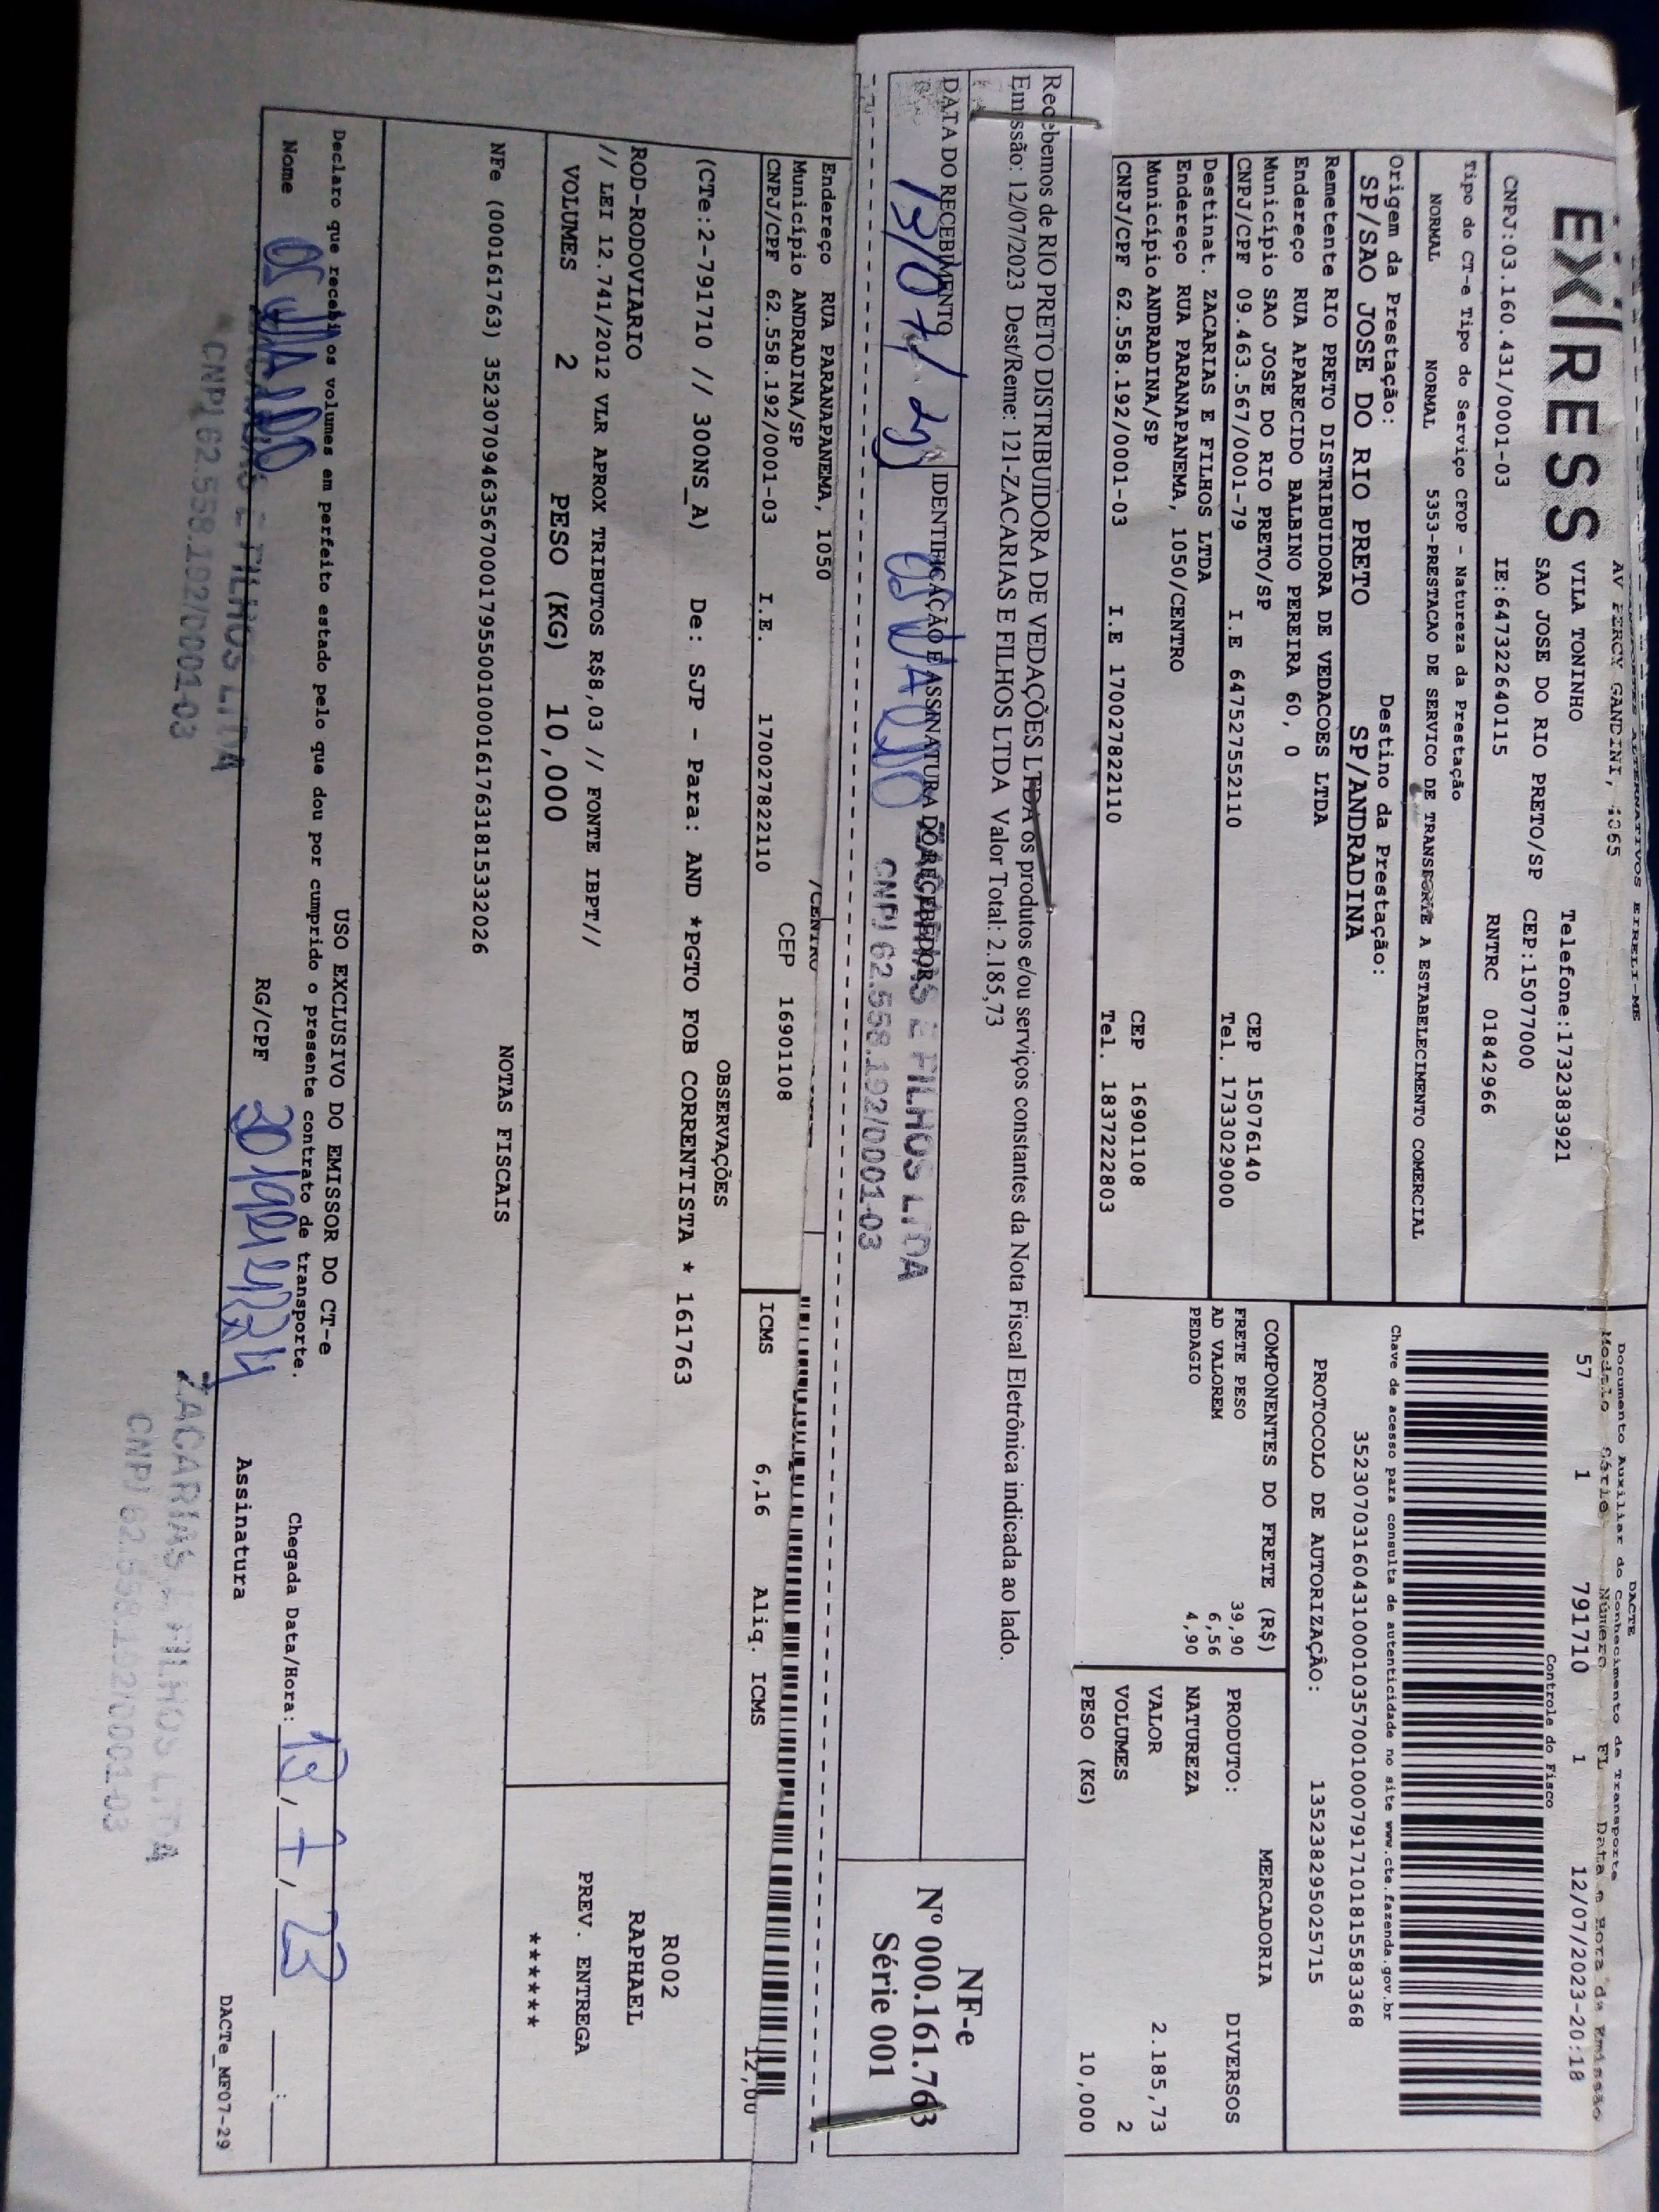 EXPRESS
AV PERCY GANDINI, 4065
VILA TONINHO Telefone:1732383921
SAO JOSE DO RIO PRETO/SP CEP:15077000
CNPJ:03.160.431/0001-03 IE:647322640115 RNTRC 01842966
Tipo do CT-e Tipo do Serviço CFOP - Natureza da Prestação
NORMAL NORMAL 5353-PRESTACAO DE SERVICO DE TRANSPORTE A ESTABELECIMENTO COMERCIAL
Origem da Prestação: Destino da Prestação:
SP/SAO JOSE DO RIO PRETO SP/ANDRADINA
Remetente RIO PRETO DISTRIBUIDORA DE VEDACOES LTDA
Endereço RUA APARECIDO BALBINO PEREIRA 60, 0
Município SAO JOSE DO RIO PRETO/SP CEP 15076140
CNPJ/CPF 09.463.567/0001-79 I.E 647527552110 Tel. 1733029000
Destinat. ZACARIAS E FILHOS LTDA
Endereço RUA PARANAPANEMA, 1050/CENTRO
Município ANDRADINA/SP CEP 16901108
CNPJ/CPF 62.558.192/0001-03 I.E 170027822110 Tel. 1837222803
DACTE
Documento Auxiliar do Conhecimento de Transporte
Modelo Série Número FL Data e Hora de Emissão
57 1 791710 1 12/07/2023-20:18
Controle do Fisco
Chave de acesso para consulta de autenticidade no site www.cte.fazenda.gov.br
35230703160431000103570010007917101815583368
PROTOCOLO DE AUTORIZAÇÃO: 135238295025715
COMPONENTES DO FRETE (R$)
FRETE PESO 39,90
AD VALOREM 6,56
PEDAGIO 4,90
MERCADORIA
PRODUTO: DIVERSOS
NATUREZA
VALOR 2.185,73
VOLUMES 2
PESO (KG) 10,000
Recebemos de RIO PRETO DISTRIBUIDORA DE VEDAÇÕES LTDA os produtos e/ou serviços constantes da Nota Fiscal Eletrônica indicada ao lado.
Emissão: 12/07/2023 Dest/Reme: 121-ZACARIAS E FILHOS LTDA Valor Total: 2.185,73
DATA DO RECEBIMENTO IDENTIFICAÇÃO E ASSINATURA DO RECEBEDOR
13/07/23
ZACARIAS E FILHOS LTDA
CNPJ 62.558.192/0001-03
NF-e
Nº 000.161.763
Série 001
Endereço RUA PARANAPANEMA, 1050 /CENTRO
Município ANDRADINA/SP CEP 16901108
CNPJ/CPF 62.558.192/0001-03 I.E. 170027822110
ICMS 6,16 Aliq. ICMS 12,00
OBSERVAÇÕES
(CTe:2-791710 // 300NS_A) De: SJP - Para: AND *PGTO FOB CORRENTISTA * 161763
ROD-RODOVIARIO
// LEI 12.741/2012 VLR APROX TRIBUTOS R$8,03 // FONTE IBPT//
VOLUMES 2 PESO (KG) 10,000
R002
RAPHAEL
PREV. ENTREGA
*******
NOTAS FISCAIS
NFe (000161763) 35230709463567000179550010001617631815332026
USO EXCLUSIVO DO EMISSOR DO CT-e
Declaro que recebi os volumes em perfeito estado pelo que dou por cumprido o presente contrato de transporte.
Chegada Data/Hora: 13/7/23 __:__
Nome RG/CPF Assinatura
E FILHOS LTDA
CNPJ 62.558.192/0001-03
ZACARIAS E FILHOS LTDA
CNPJ 62.558.192/0001-03
DACTe_MF07-29